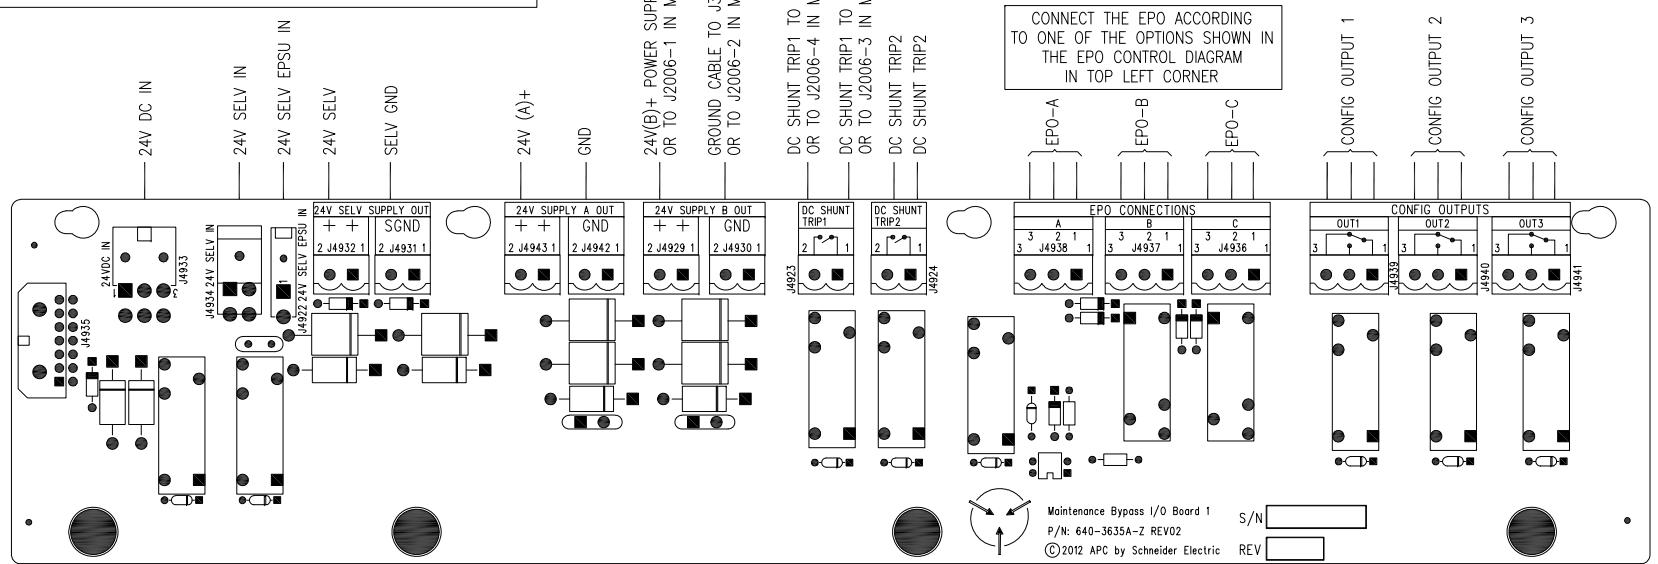 24V DC IN
24V SELV IN
24V SELV EPSU IN
24V SELV
SELV GND
24V (A)+
GND
24V(B)+ POWER
OR TO J2006-1 IN
GROUND CABLE TO
OR TO J2006-2 IN
DC SHUNT TRIP1 TO
OR TO J2006-4 IN
DC SHUNT TRIP1 TO
OR TO J2006-3 IN
DC SHUNT TRIP2
DC SHUNT TRIP2
CONNECT THE EPO ACCORDING
TO ONE OF THE OPTIONS SHOWN IN
THE EPO CONTROL DIAGRAM
IN TOP LEFT CORNER
EPO-A
EPO-B
EPO-C
CONFIG OUTPUT 1
CONFIG OUTPUT 2
CONFIG OUTPUT 3
24VDC IN
J4933
1
3
J4934 24V SELV IN
J4922 24V SELV EPSU IN
1
J4935
24V SELV SUPPLY OUT
+ + SGND
2 J4932 1 2 J4931 1
24V SUPPLY A OUT
+ + GND
2 J4943 1 2 J4942 1
24V SUPPLY B OUT
+ + GND
2 J4929 1 2 J4930 1
DC SHUNT
TRIP1
2 1
J4923
DC SHUNT
TRIP2
2 1
J4924
EPO CONNECTIONS
A B C
3 2 1 3 2 1 3 2 1
3 J4938 1 3 J4937 1 3 J4936 1
CONFIG OUTPUTS
OUT1 OUT2 OUT3
3 1 3 1 3 1
J4939
J4940
J4941
Maintenance Bypass I/O Board 1
P/N: 640-3635A-Z REV02
©2012 APC by Schneider Electric
S/N
REV